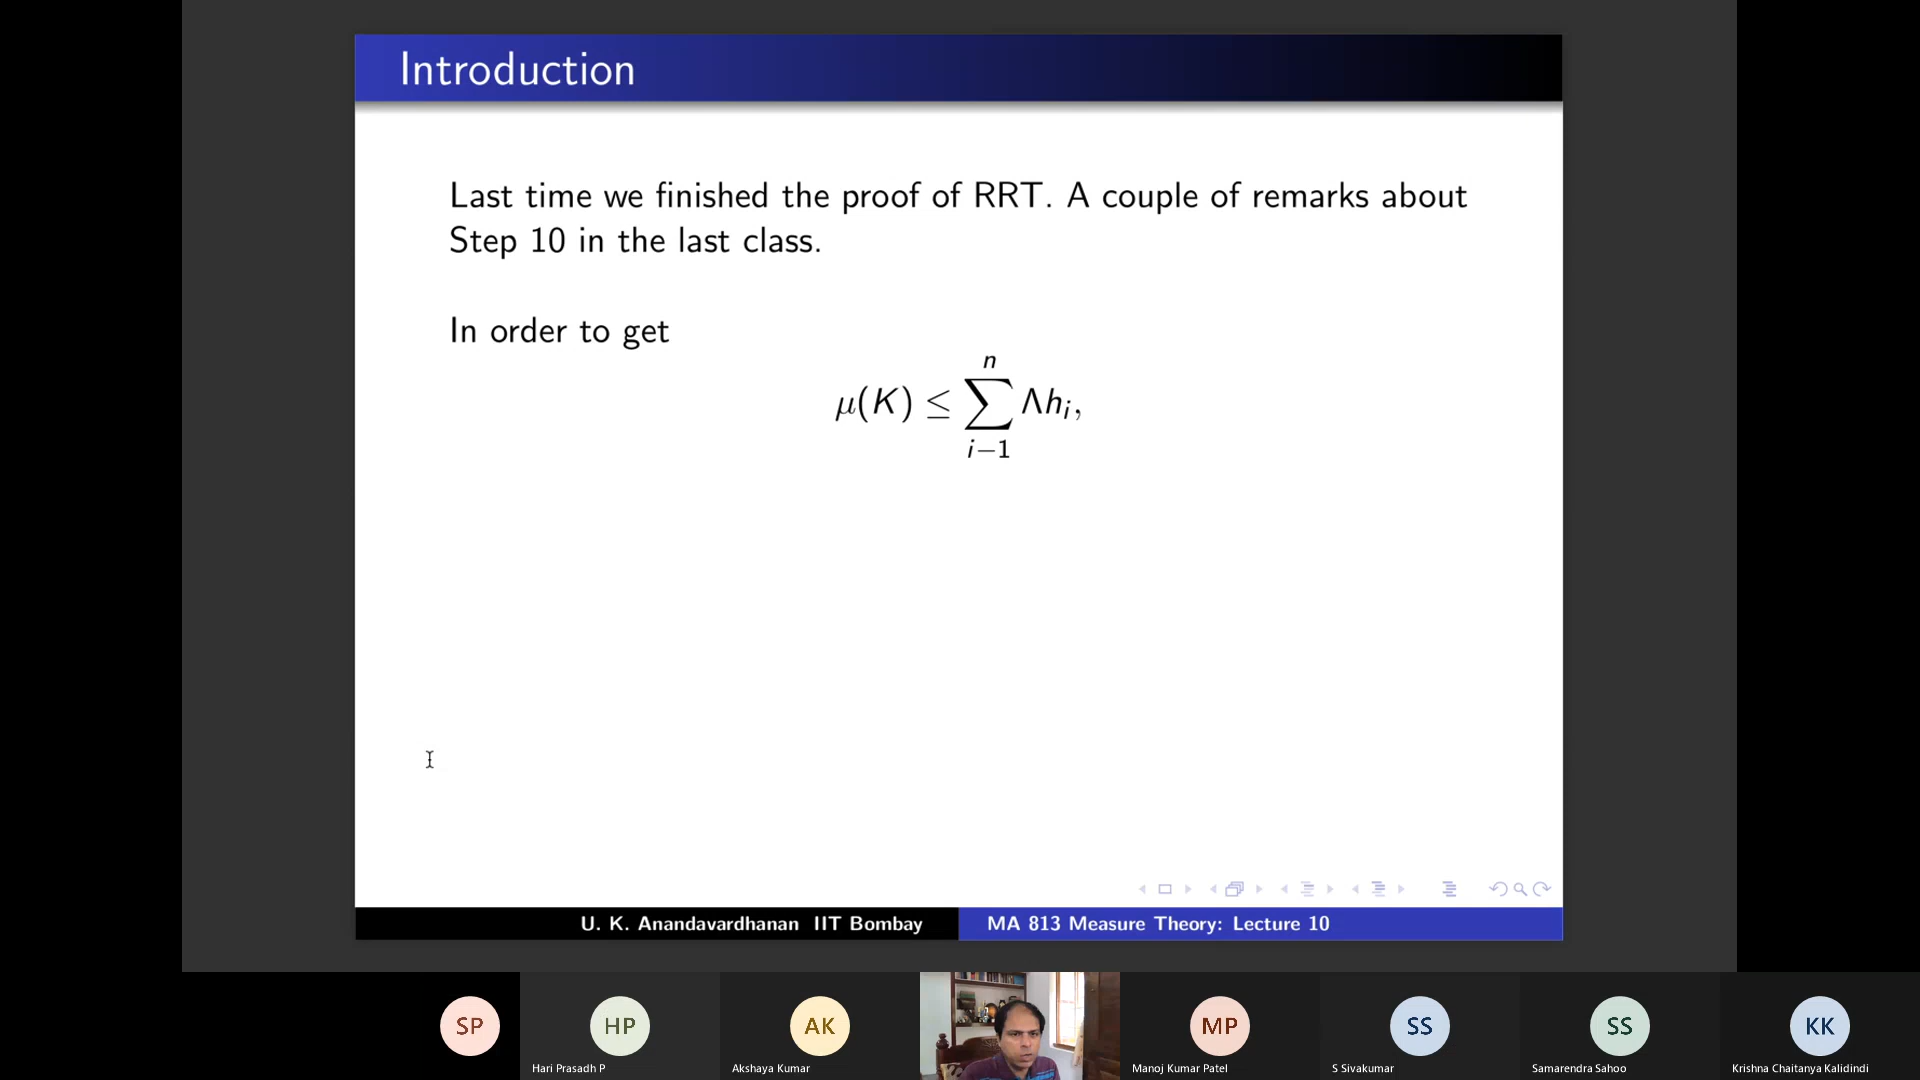 Introduction
Last time we finished the proof of RRT. A couple of remarks about
Step 10 in the last class.
In order to get
n
μ(K) ≤ ∑ Λhᵢ,
i−1
U. K. Anandavardhanan IIT Bombay MA 813 Measure Theory: Lecture 10
SP HP AK MP SS SS KK
Hari Prasadh P Akshaya Kumar Manoj Kumar Patel S Sivakumar Samarendra Sahoo Krishna Chaitanya Kalidindi